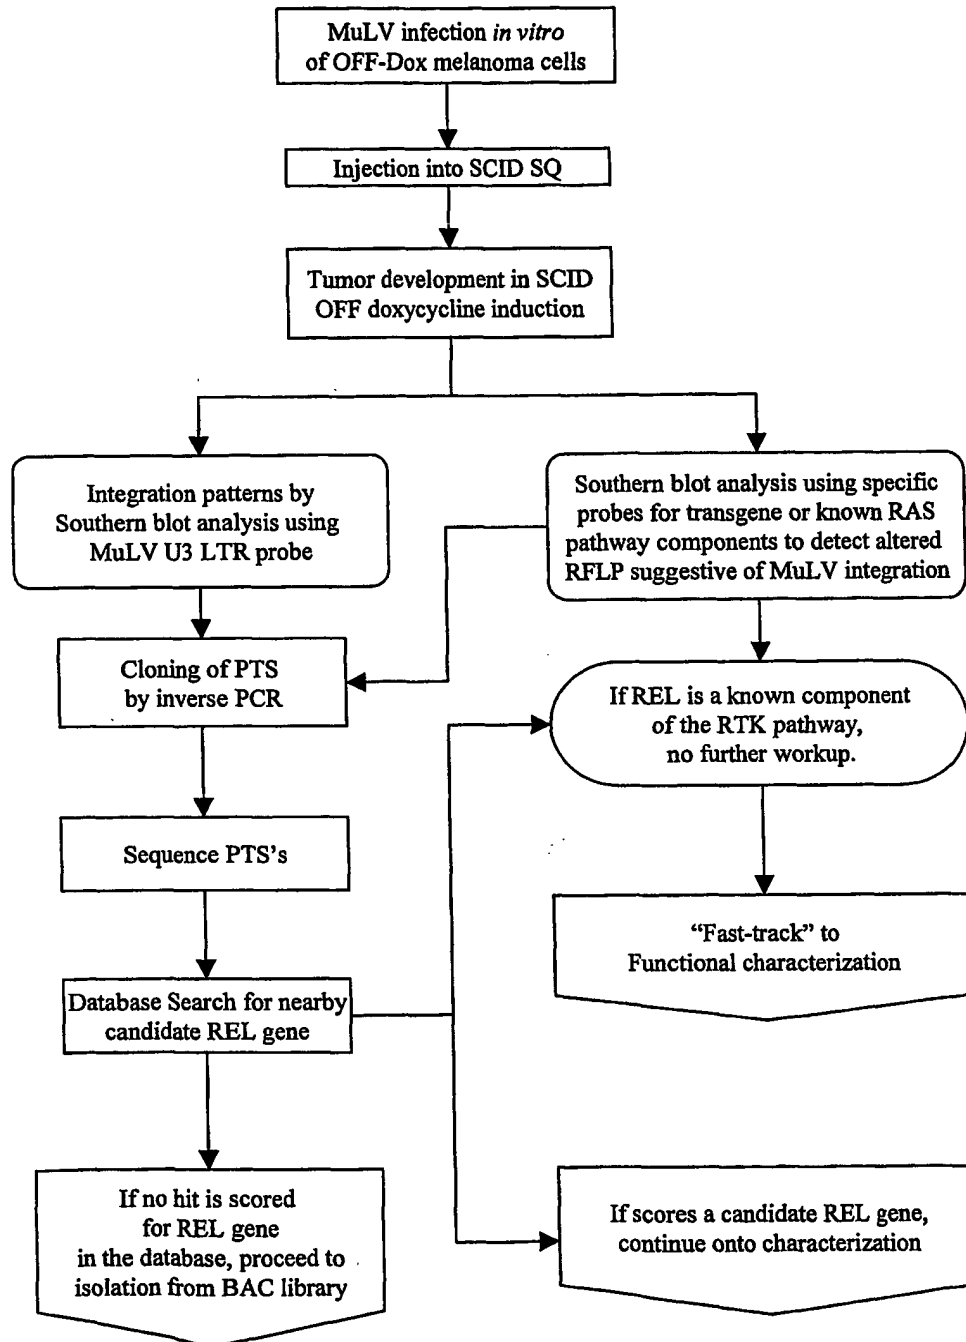 MuLV infection in vitro
of OFF-Dox melanoma cells
Injection into SCID SQ
Tumor development in SCID
OFF doxycycline induction
Integration patterns by
Southern blot analysis using
MuLV U3 LTR probe
Southern blot analysis using specific
probes for transgene or known RAS
pathway components to detect altered
RFLP suggestive of MuLV integration
Cloning of PTS
by inverse PCR
If REL is a known component
of the RTK pathway,
no further workup.
Sequence PTS's
"Fast-track" to
Functional characterization
Database Search for nearby
candidate REL gene
If no hit is scored
for REL gene
in the database, proceed to
isolation from BAC library
If scores a candidate REL gene,
continue onto characterization